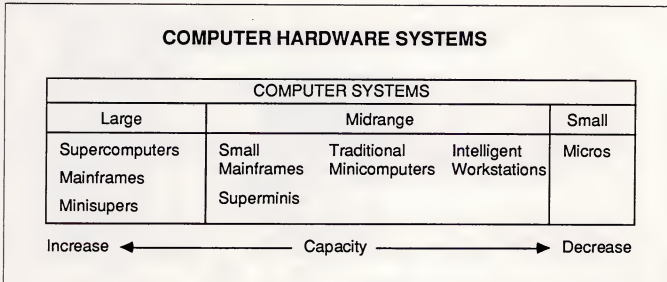 COMPUTER HARDWARE SYSTEMS
COMPUTER SYSTEMS
Large Midrange Small
Supercomputers
Mainframes
Minisupers
Small
Mainframes
Superminis
Traditional
Minicomputers
Intelligent
Workstations
Micros
Increase Capacity Decrease